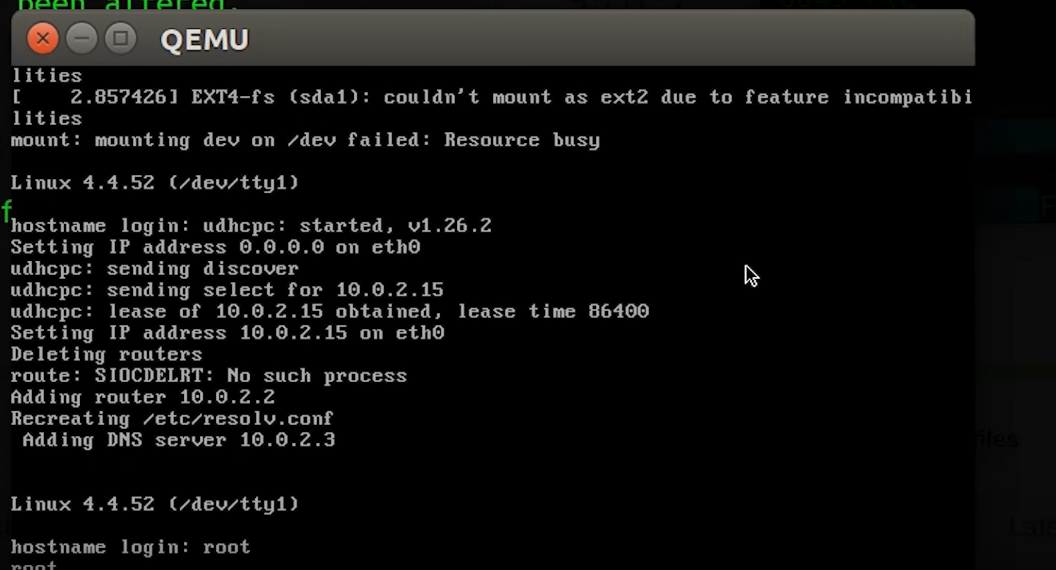 been altered.
QEMU
lities
[    2.857426] EXT4-fs (sda1): couldn't mount as ext2 due to feature incompatibi
lities
mount: mounting dev on /dev failed: Resource busy
Linux 4.4.52 (/dev/tty1)
f
hostname login: udhcpc: started, v1.26.2
Setting IP address 0.0.0.0 on eth0
udhcpc: sending discover
udhcpc: sending select for 10.0.2.15
udhcpc: lease of 10.0.2.15 obtained, lease time 86400
Setting IP address 10.0.2.15 on eth0
Deleting routers
route: SIOCDELRT: No such process
Adding router 10.0.2.2
Recreating /etc/resolv.conf
 Adding DNS server 10.0.2.3
files
Linux 4.4.52 (/dev/tty1)
hostname login: root
root